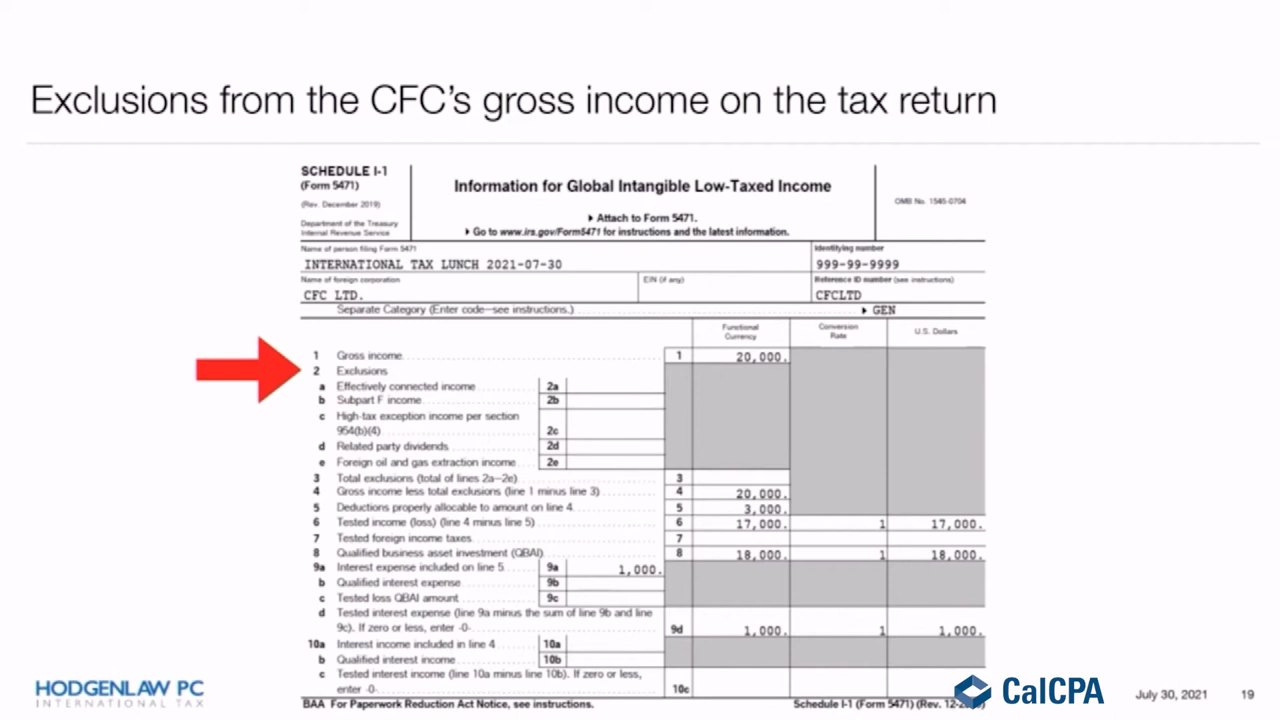 Exclusions from the CFC's gross income on the tax return
SCHEDULE I-1
(Form 5471)
(Rev. December 2019)
Department of the Treasury
Internal Revenue Service
Information for Global Intangible Low-Taxed Income
▶ Attach to Form 5471.
▶ Go to www.irs.gov/Form5471 for instructions and the latest information.
OMB No. 1545-0704
Name of person filing Form 5471
Identifying number
INTERNATIONAL TAX LUNCH 2021-07-30
999-99-9999
Name of foreign corporation
EIN (if any)
Reference ID number (see instructions)
CFC LTD.
CFCLTD
Separate Category (Enter code—see instructions.) ▶ GEN
Functional Currency
Conversion Rate
U.S. Dollars
1 Gross income 1 20,000.
2 Exclusions
a Effectively connected income 2a
b Subpart F income 2b
c High-tax exception income per section
954(b)(4) 2c
d Related party dividends 2d
e Foreign oil and gas extraction income 2e
3 Total exclusions (total of lines 2a–2e) 3
4 Gross income less total exclusions (line 1 minus line 3) 4 20,000.
5 Deductions properly allocable to amount on line 4 5 3,000.
6 Tested income (loss) (line 4 minus line 5) 6 17,000. 1 17,000.
7 Tested foreign income taxes 7
8 Qualified business asset investment (QBAI) 8 18,000. 1 18,000.
9a Interest expense included on line 5 9a 1,000.
b Qualified interest expense 9b
c Tested loss QBAI amount 9c
d Tested interest expense (line 9a minus the sum of line 9b and line
9c). If zero or less, enter -0- 9d 1,000. 1 1,000.
10a Interest income included in line 4 10a
b Qualified interest income 10b
c Tested interest income (line 10a minus line 10b). If zero or less,
enter -0- 10c
BAA For Paperwork Reduction Act Notice, see instructions.
Schedule I-1 (Form 5471) (Rev.
HODGENLAW PC
INTERNATIONAL TAX
CalCPA
July 30, 2021
19